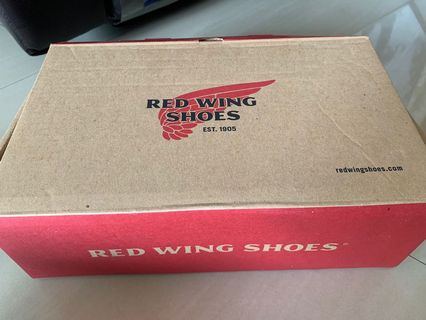 RED WING
SHOES
EST. 1905
redwingshoes.com
RED WING SHOES®